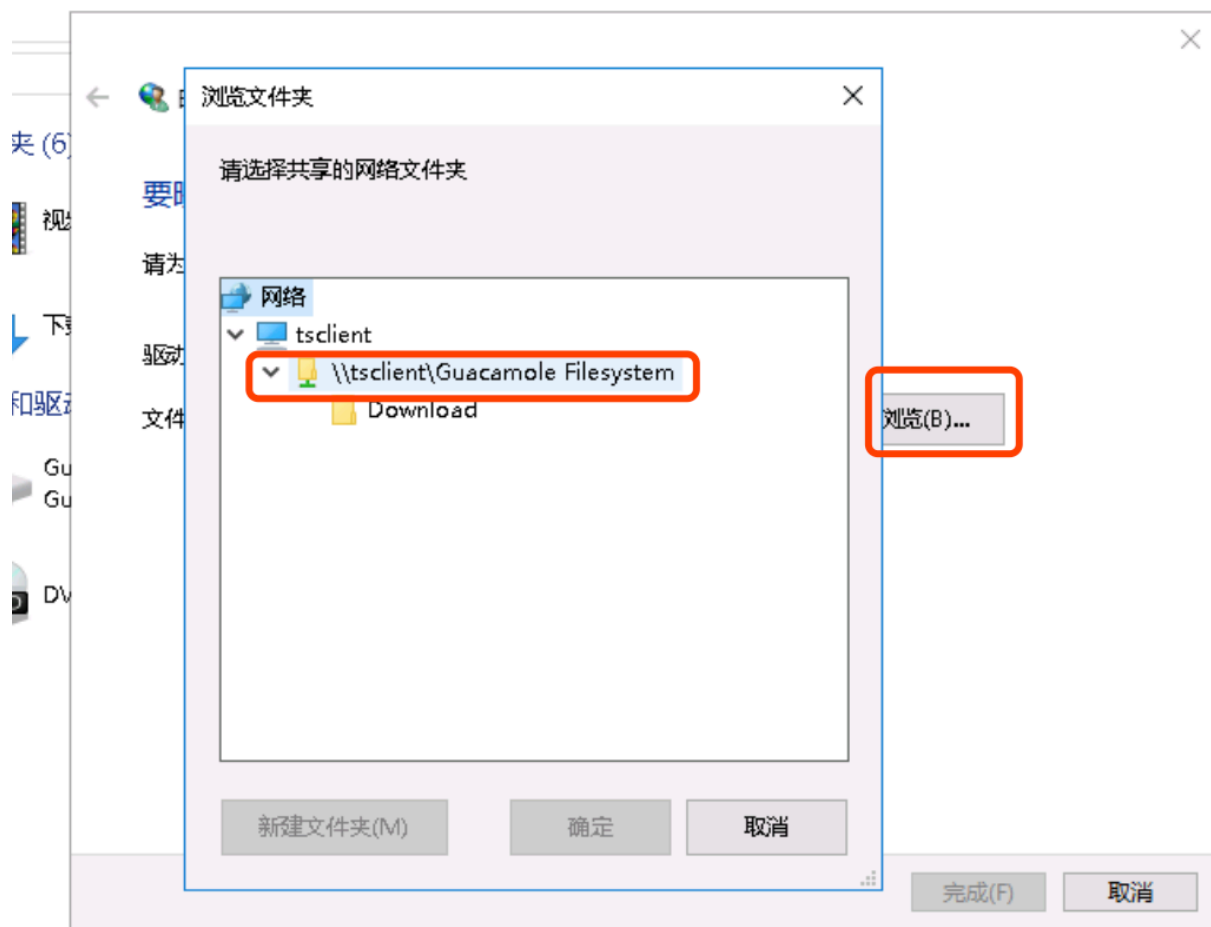 浏览文件夹
夹 (6)
请选择共享的网络文件夹
要
请为
网络
tsclient
\\tsclient\Guacamole Filesystem
Download
驱动
文件
浏览(B)...
和驱
Gu
Gu
DV
新建文件夹(M)
确定
取消
完成(F)
取消